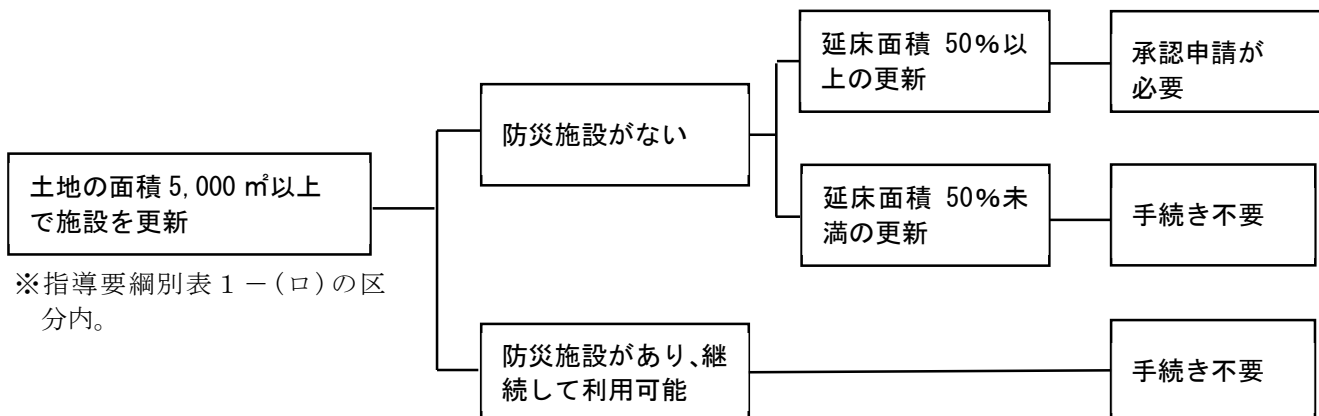 土地の面積 5,000 ㎡以上
で施設を更新
※指導要綱別表１－(ロ)の区
分内。
防災施設がない
延床面積 50％以
上の更新
承認申請が
必要
延床面積 50％未
満の更新
手続き不要
防災施設があり、継
続して利用可能
手続き不要